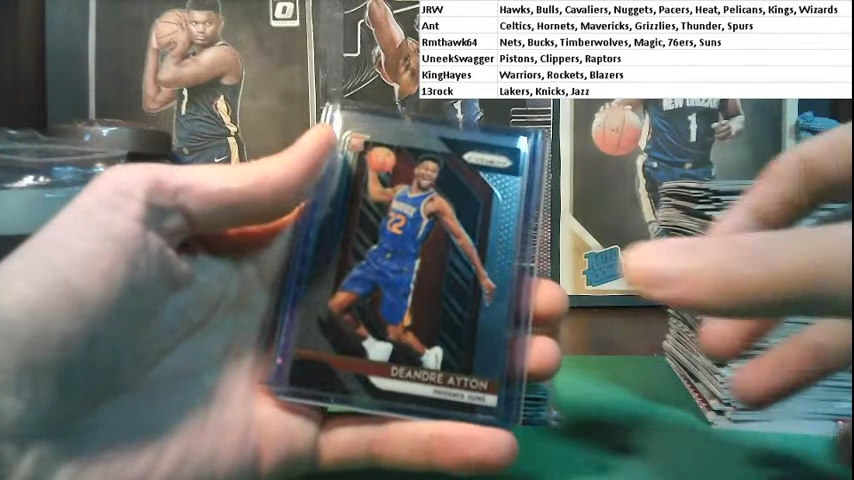 JRW Hawks, Bulls, Cavaliers, Nuggets, Pacers, Heat, Pelicans, Kings, Wizards
Ant Celtics, Hornets, Mavericks, Grizzlies, Thunder, Spurs
Rmthawk64 Nets, Bucks, Timberwolves, Magic, 76ers, Suns
UneekSwagger Pistons, Clippers, Raptors
KingHayes Warriors, Rockets, Blazers
13rock Lakers, Knicks, Jazz
NEW ORLEANS
1
PRIZM
22
RATED ROOKIE
DEANDRE AYTON
PHOENIX SUNS